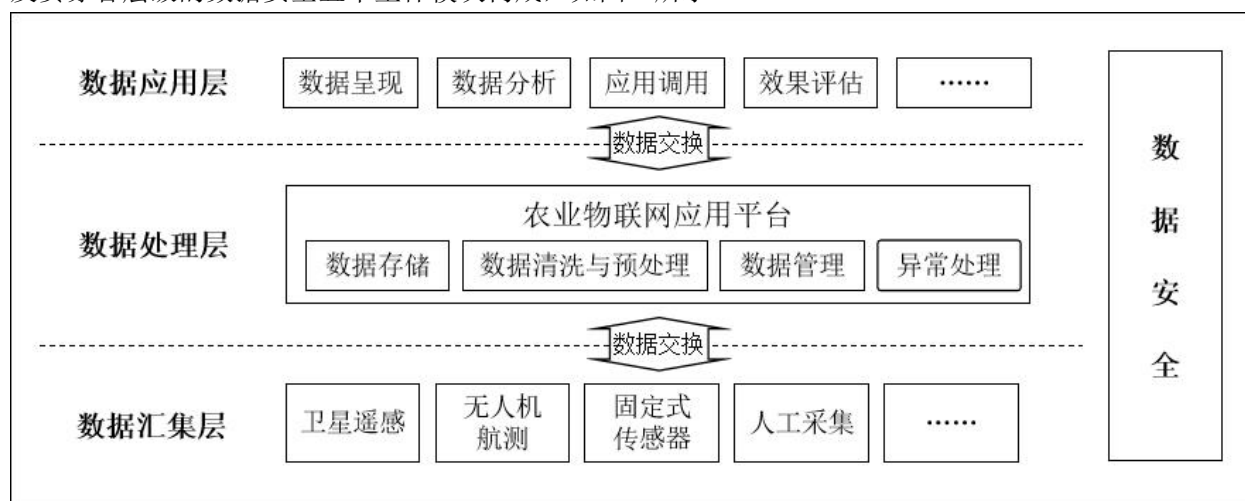 数据应用层 数据呈现 数据分析 应用调用 效果评估 ……
数据交换
农业物联网应用平台
数据处理层 数据存储 数据清洗与预处理 数据管理 异常处理
数据交换
数据汇集层 卫星遥感 无人机航测 固定式传感器 人工采集 ……
数据安全